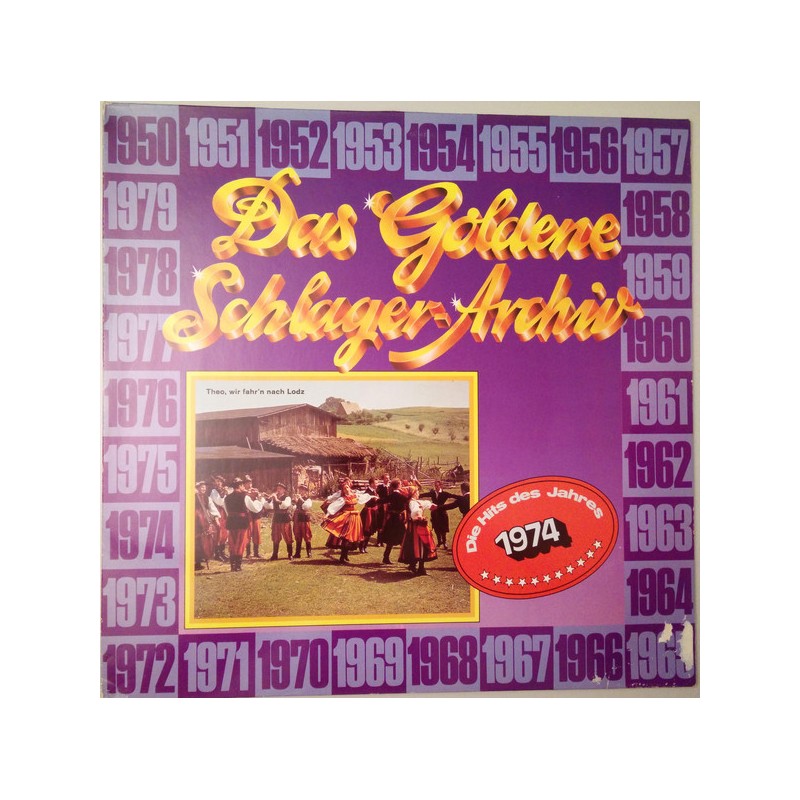 1950 1951 1952 1953 1954 1955 1956 1957
1979 1958
Das Goldene
1978 1959
Schlager-Archiv
1977 1960
1976 1961
Theo, wir fahr'n nach Lodz
1975 1962
Die Hits des Jahres
1974
1974 1963
1973 1964
1972 1971 1970 1969 1968 1967 1966 1965